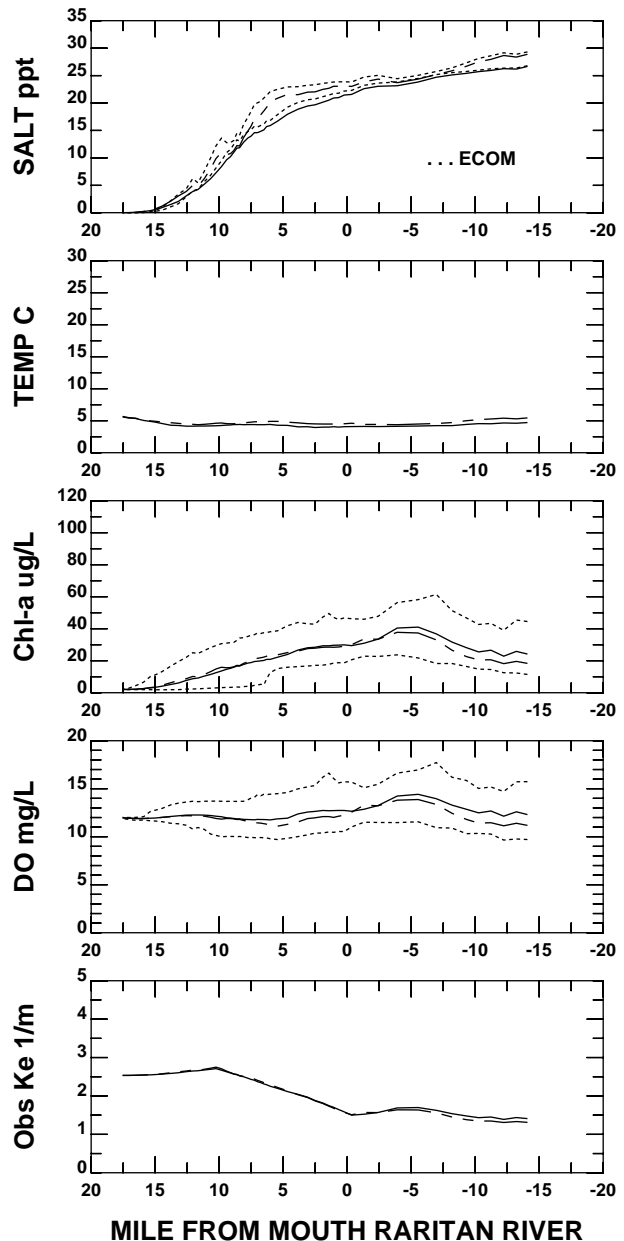 SALT ppt
35
30
25
20
15
10
5
0
. . . ECOM
20 15 10 5 0 -5 -10 -15 -20
TEMP C
30
25
20
15
10
5
0
20 15 10 5 0 -5 -10 -15 -20
Chl-a ug/L
120
100
80
60
40
20
0
20 15 10 5 0 -5 -10 -15 -20
DO mg/L
20
15
10
5
0
20 15 10 5 0 -5 -10 -15 -20
Obs Ke 1/m
5
4
3
2
1
0
20 15 10 5 0 -5 -10 -15 -20
MILE FROM MOUTH RARITAN RIVER